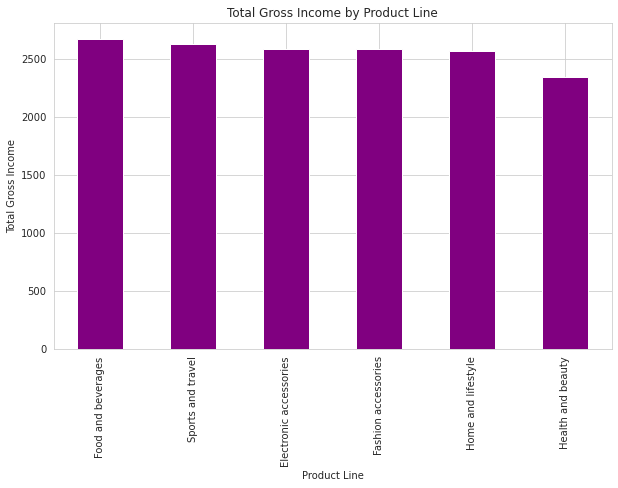 Total Gross Income by Product Line
Total Gross Income
2500
2000
1500
1000
500
0
Food and beverages
Sports and travel
Electronic accessories
Fashion accessories
Home and lifestyle
Health and beauty
Product Line